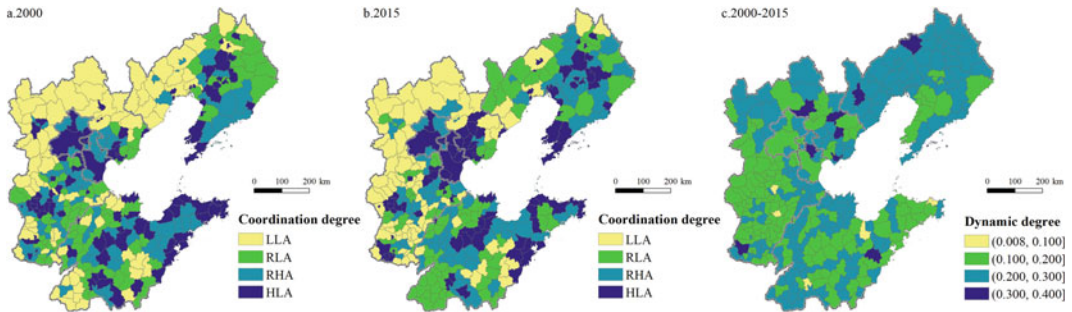 a.2000
0 100 200 km
Coordination degree
LLA
RLA
RHA
HLA
b.2015
0 100 200 km
Coordination degree
LLA
RLA
RHA
HLA
c.2000-2015
0 100 200 km
Dynamic degree
(0.008, 0.100]
(0.100, 0.200]
(0.200, 0.300]
(0.300, 0.400]